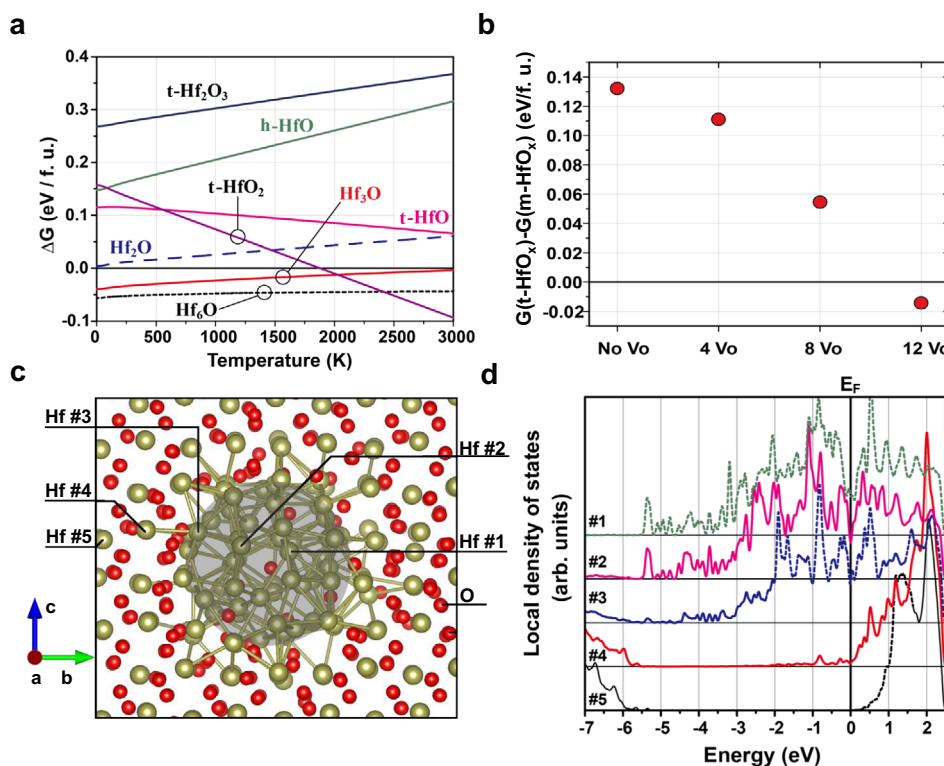 a
ΔG (eV / f. u.)
0.4
0.3
0.2
0.1
0.0
-0.1
t-Hf₂O₃
h-HfO
t-HfO₂
Hf₃O
t-HfO
Hf₂O
Hf₆O
0 500 1000 1500 2000 2500 3000
Temperature (K)
b
G(t-HfOₓ)-G(m-HfOₓ) (eV/f. u.)
0.14
0.12
0.10
0.08
0.06
0.04
0.02
0.00
-0.02
No Vo 4 Vo 8 Vo 12 Vo
c
Hf #3
Hf #2
Hf #4
Hf #5
Hf #1
O
c
a b
d
E_F
Local density of states
(arb. units)
#1
#2
#3
#4
#5
-7 -6 -5 -4 -3 -2 -1 0 1 2
Energy (eV)